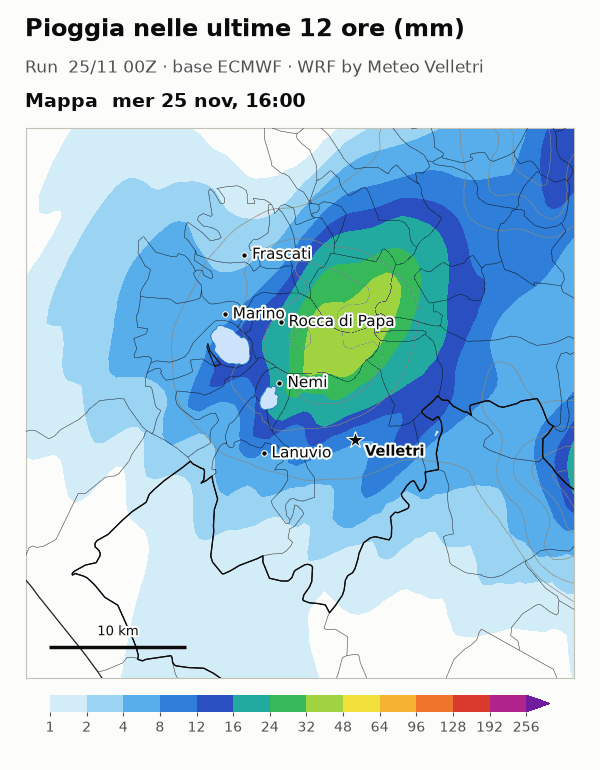 Pioggia nelle ultime 12 ore (mm)
Run 25/11 00Z · base ECMWF · WRF by Meteo Velletri
Mappa mer 25 nov, 16:00
Frascati
Marino
Rocca di Papa
Nemi
Velletri
Lanuvio
10 km
1 2 4 8 12 16 24 32 48 64 96 128 192 256